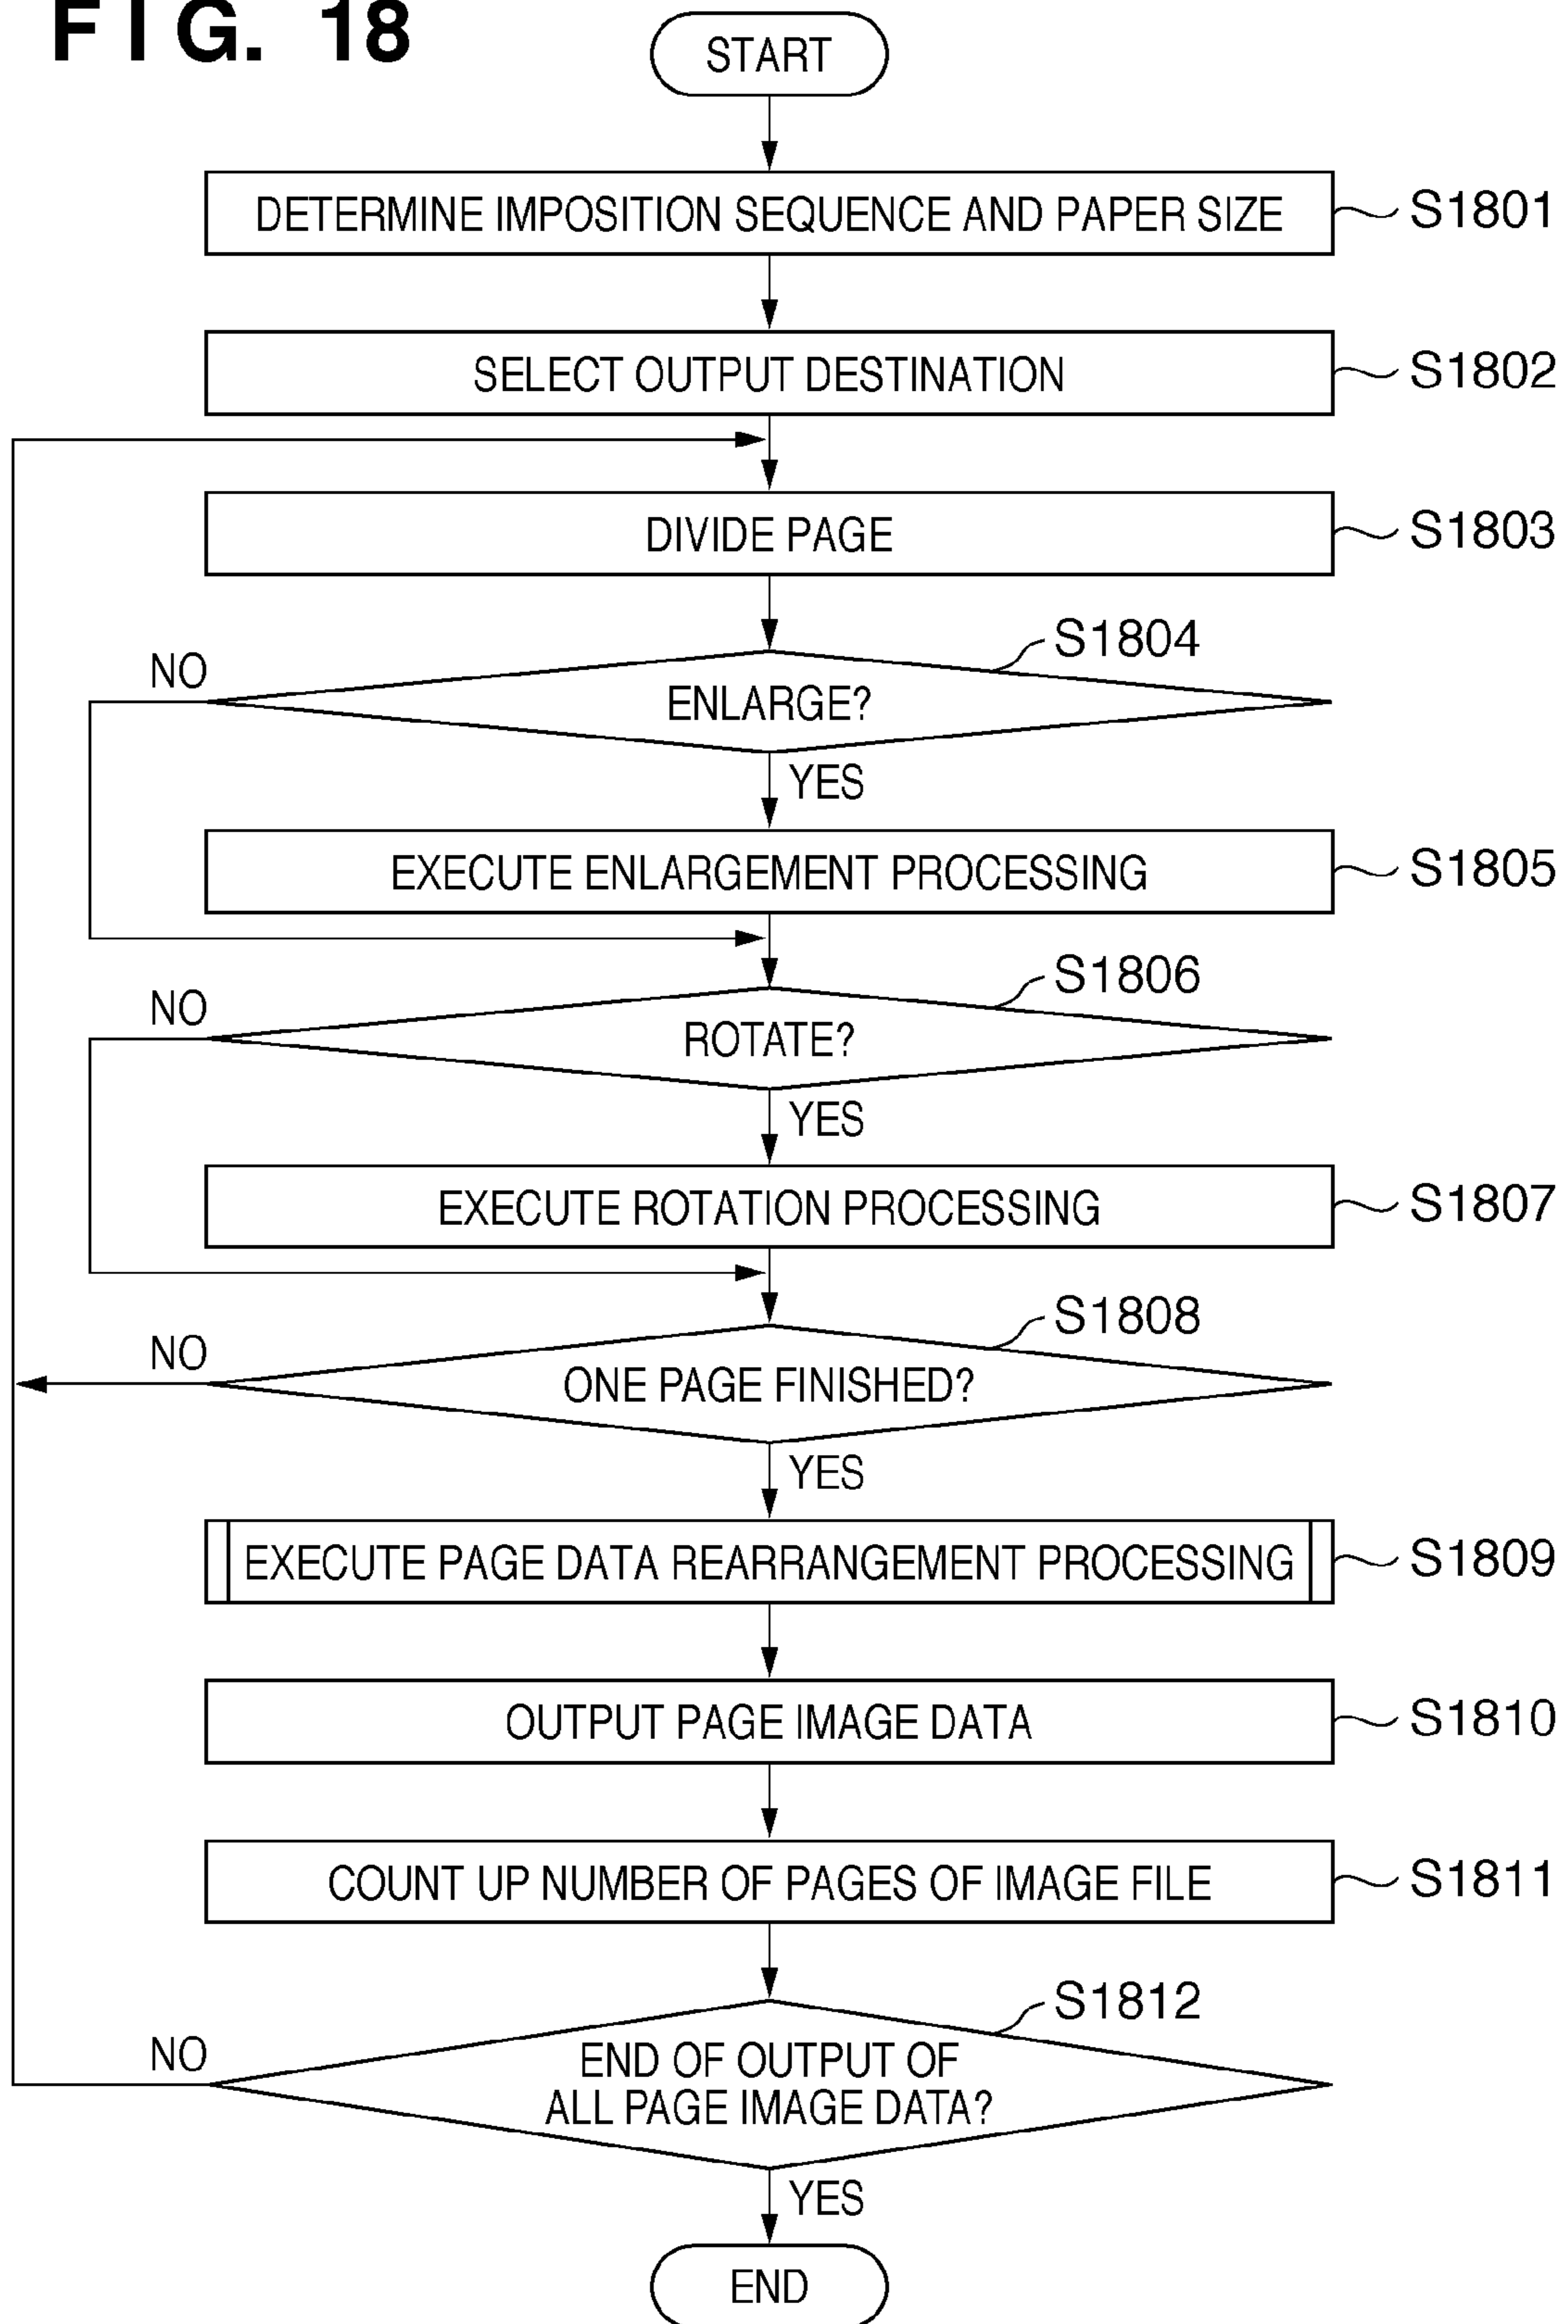 FIG. 18
START
DETERMINE IMPOSITION SEQUENCE AND PAPER SIZE
S1801
SELECT OUTPUT DESTINATION
S1802
DIVIDE PAGE
S1803
S1804
NO
ENLARGE?
YES
EXECUTE ENLARGEMENT PROCESSING
S1805
S1806
NO
ROTATE?
YES
EXECUTE ROTATION PROCESSING
S1807
S1808
NO
ONE PAGE FINISHED?
YES
EXECUTE PAGE DATA REARRANGEMENT PROCESSING
S1809
OUTPUT PAGE IMAGE DATA
S1810
COUNT UP NUMBER OF PAGES OF IMAGE FILE
S1811
S1812
NO
END OF OUTPUT OF
ALL PAGE IMAGE DATA?
YES
END